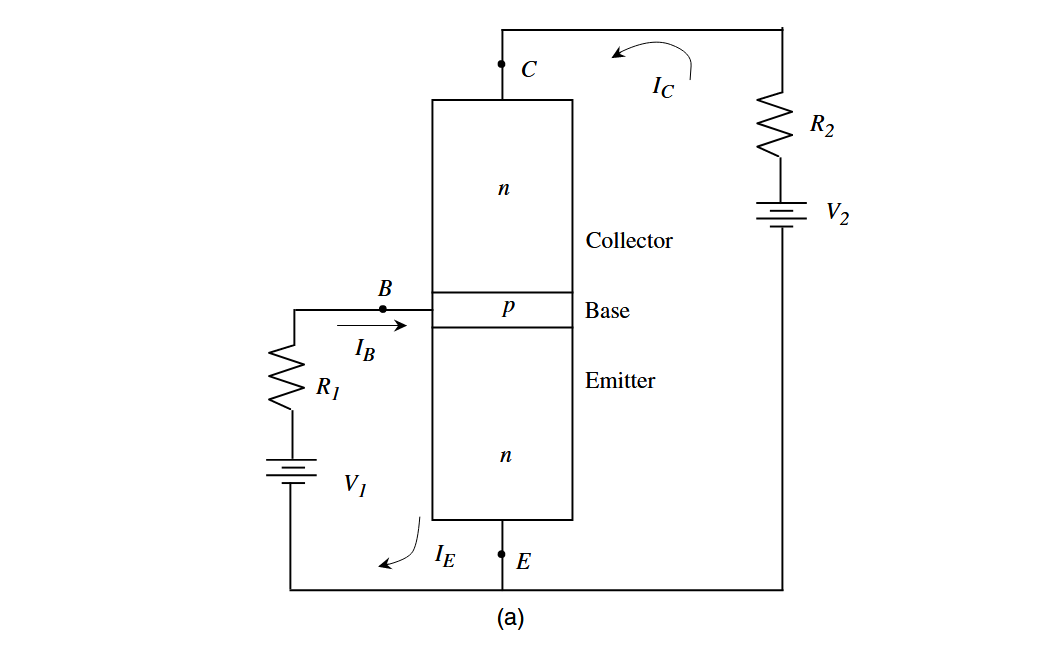 C
I_C
R_2
n
V_2
Collector
B
p
Base
I_B
R_1
Emitter
n
V_1
I_E
E
(a)